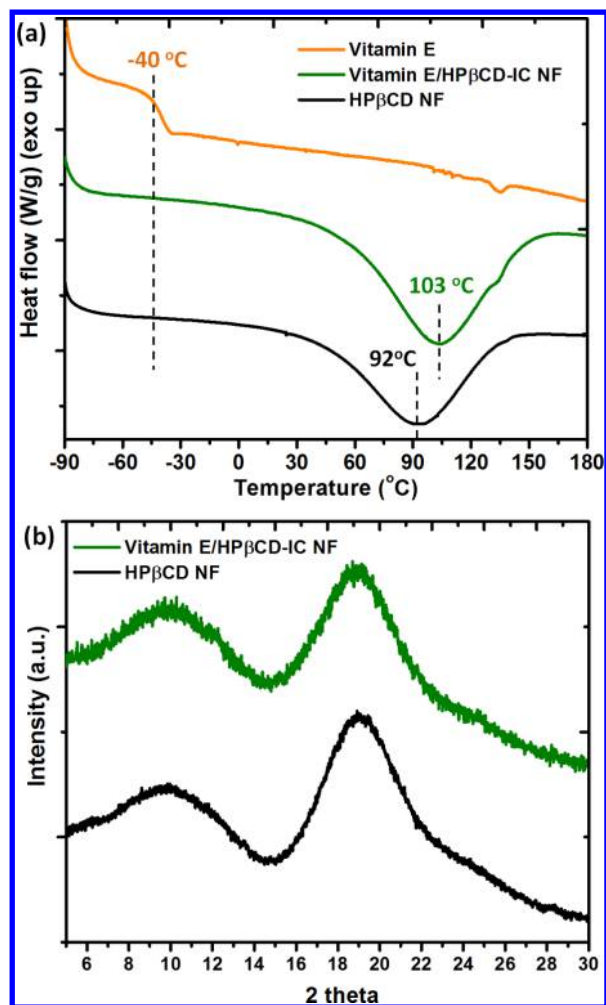 (a)
-40 °C
Vitamin E
Vitamin E/HPβCD-IC NF
HPβCD NF
Heat flow (W/g) (exo up)
103 °C
92°C
-90 -60 -30 0 30 60 90 120 150 180
Temperature (°C)
(b)
Vitamin E/HPβCD-IC NF
HPβCD NF
Intensity (a.u.)
6 8 10 12 14 16 18 20 22 24 26 28 30
2 theta